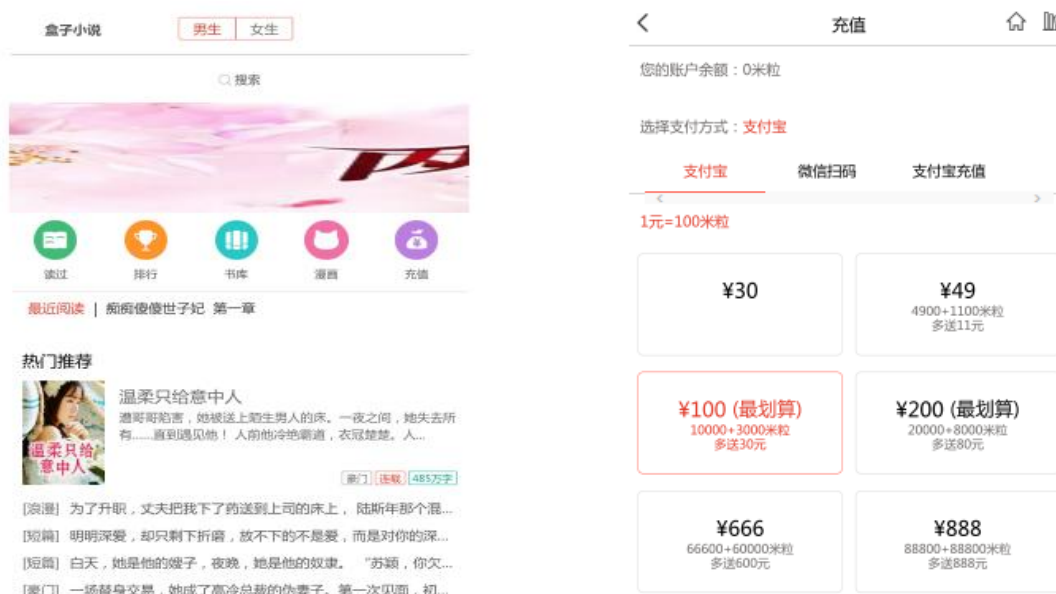 盒子小说
男生 女生
搜索
两
读过 排行 书库 漫画 充值
最近阅读 | 痴痴傻傻世子妃 第一章
热门推荐
温柔只给意中人
温柔只给
意中人
遭哥哥陷害，她被送上陌生男人的床。一夜之间，她失去所
有......直到遇见他！ 人前他冷绝霸道，衣冠楚楚。人...
豪门 连载 485万字
[浪漫] 为了升职，丈夫把我下了药送到上司的床上， 陆斯年那个混...
[短篇] 明明深爱，却只剩下折磨，放不下的不是爱，而是对你的深...
[短篇] 白天，她是他的嫂子，夜晚，她是他的奴隶。 “苏颖，你欠...
[豪门] 一场替身交易，她成了高冷总裁的伪妻子。第一次见面，初...
充值
您的账户余额：0米粒
选择支付方式：支付宝
支付宝 微信扫码 支付宝充值
1元=100米粒
¥30
¥49
4900+1100米粒
多送11元
¥100 (最划算)
10000+3000米粒
多送30元
¥200 (最划算)
20000+8000米粒
多送80元
¥666
66600+60000米粒
多送600元
¥888
88800+88800米粒
多送888元